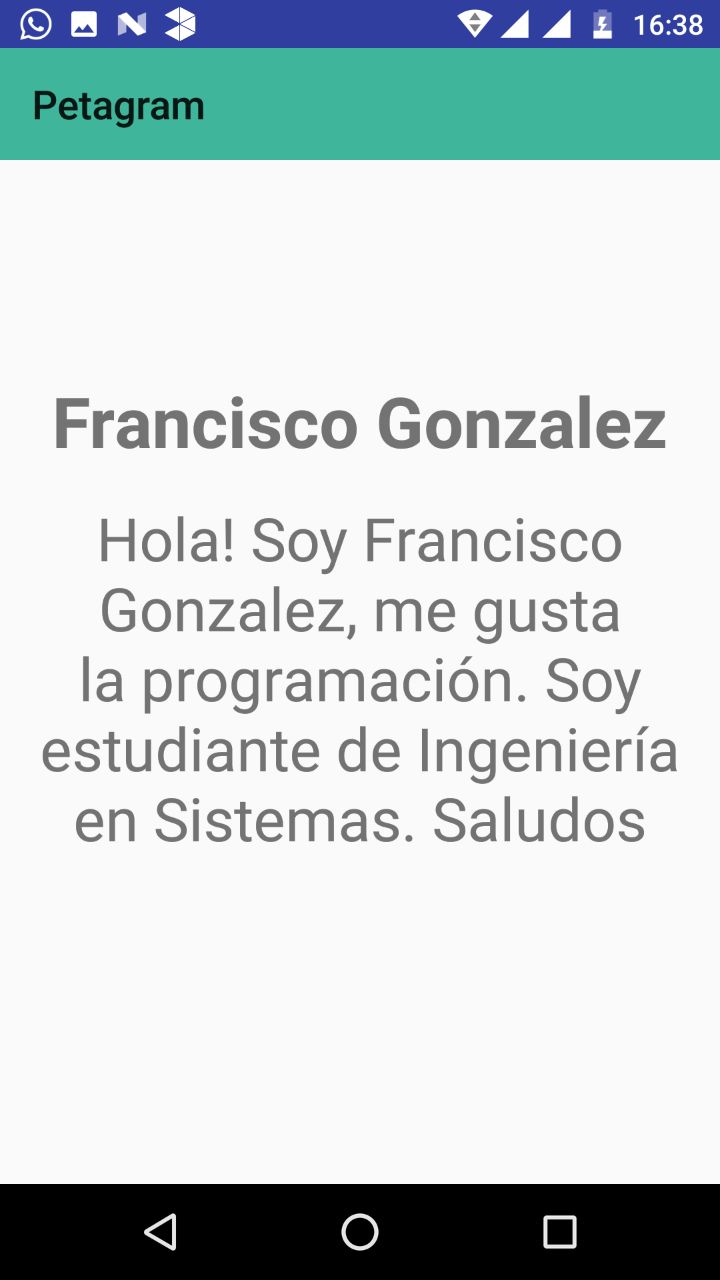 16:38
Petagram
Francisco Gonzalez
Hola! Soy Francisco
Gonzalez, me gusta
la programación. Soy
estudiante de Ingeniería
en Sistemas. Saludos